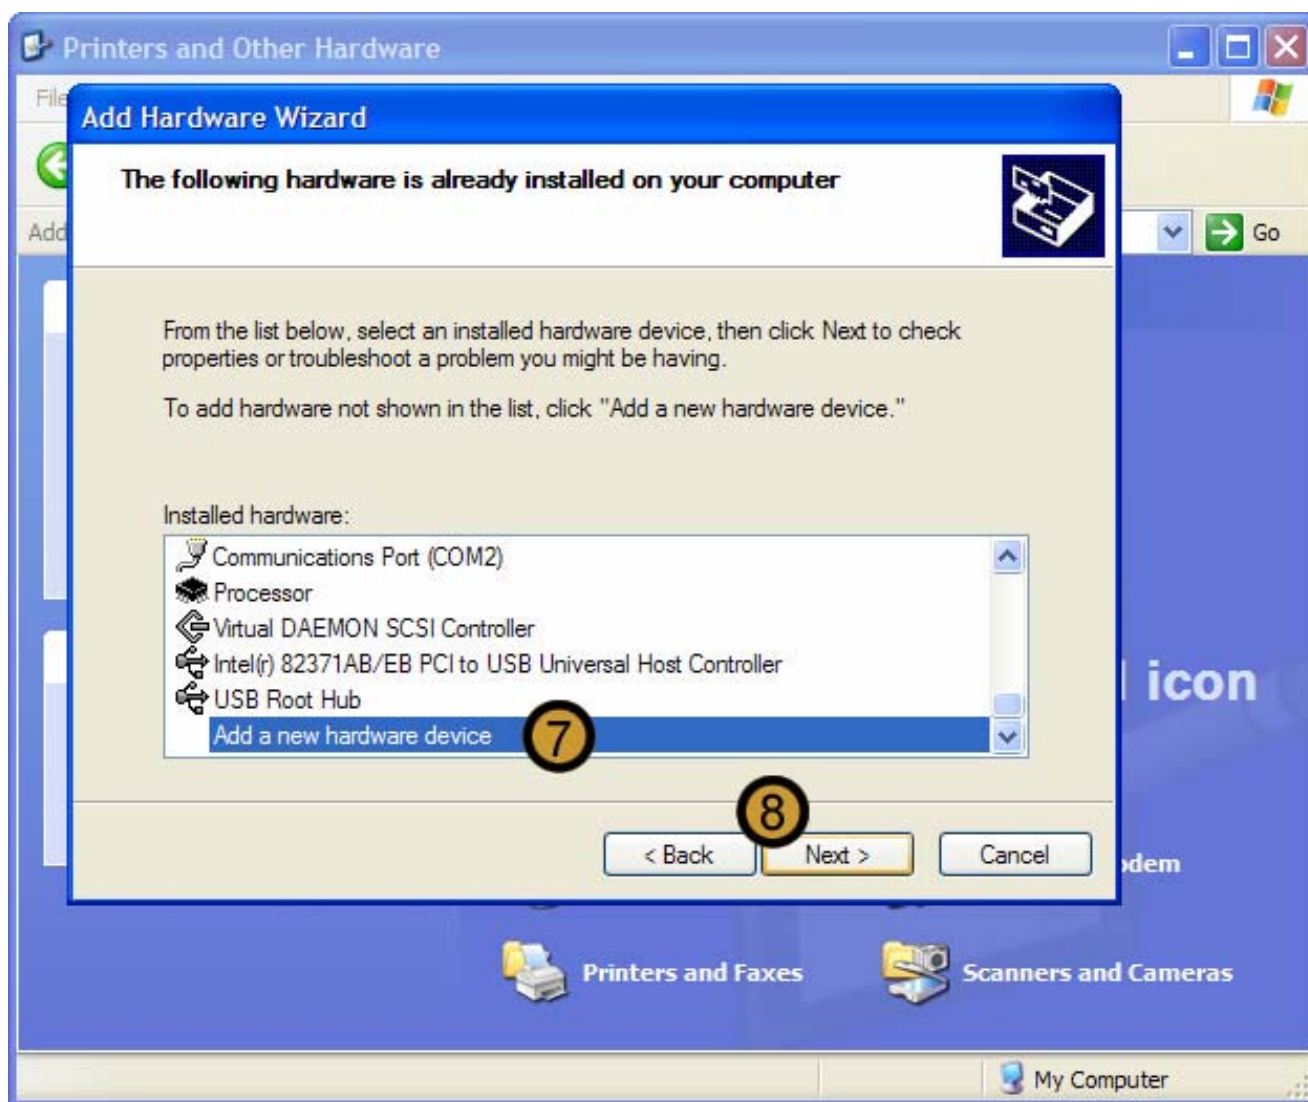 Printers and Other Hardware
File
Add Hardware Wizard
The following hardware is already installed on your computer
Add
Go
From the list below, select an installed hardware device, then click Next to check
properties or troubleshoot a problem you might be having.
To add hardware not shown in the list, click "Add a new hardware device."
Installed hardware:
Communications Port (COM2)
Processor
Virtual DAEMON SCSI Controller
Intel(r) 82371AB/EB PCI to USB Universal Host Controller
USB Root Hub
icon
Add a new hardware device 7
8
< Back Next > Cancel
odem
Printers and Faxes Scanners and Cameras
My Computer